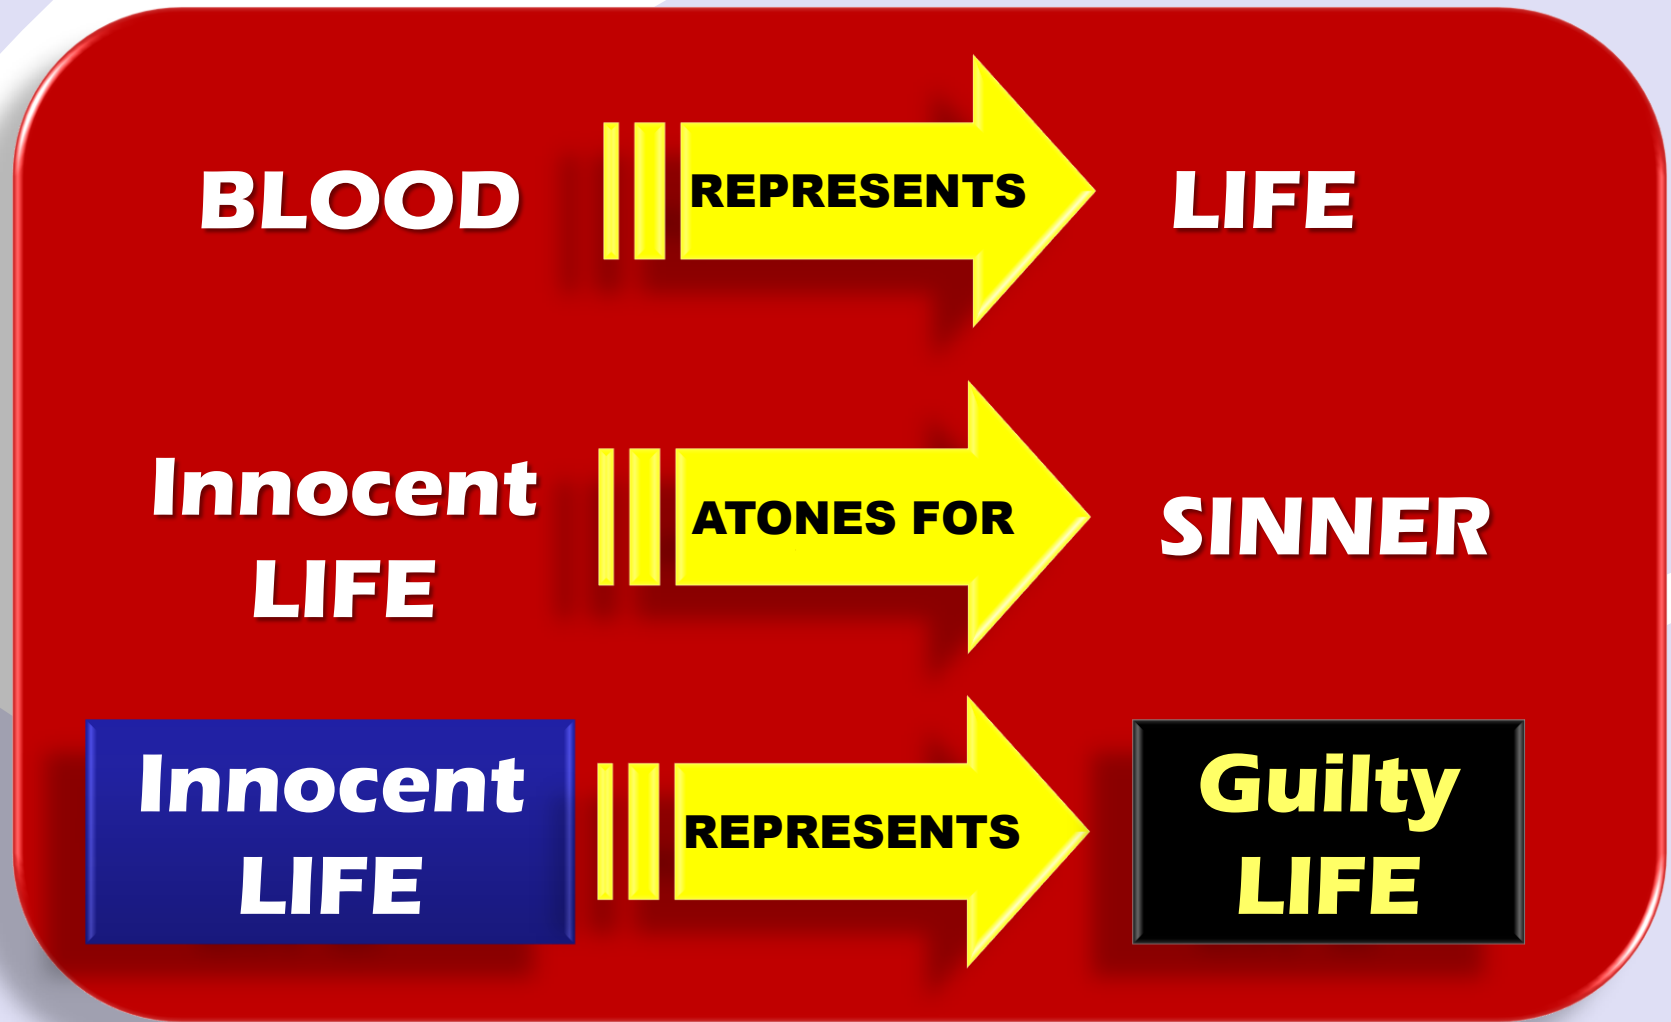 BLOOD REPRESENTS LIFE
Innocent
LIFE
ATONES FOR
SINNER
Innocent
LIFE
REPRESENTS
Guilty
LIFE